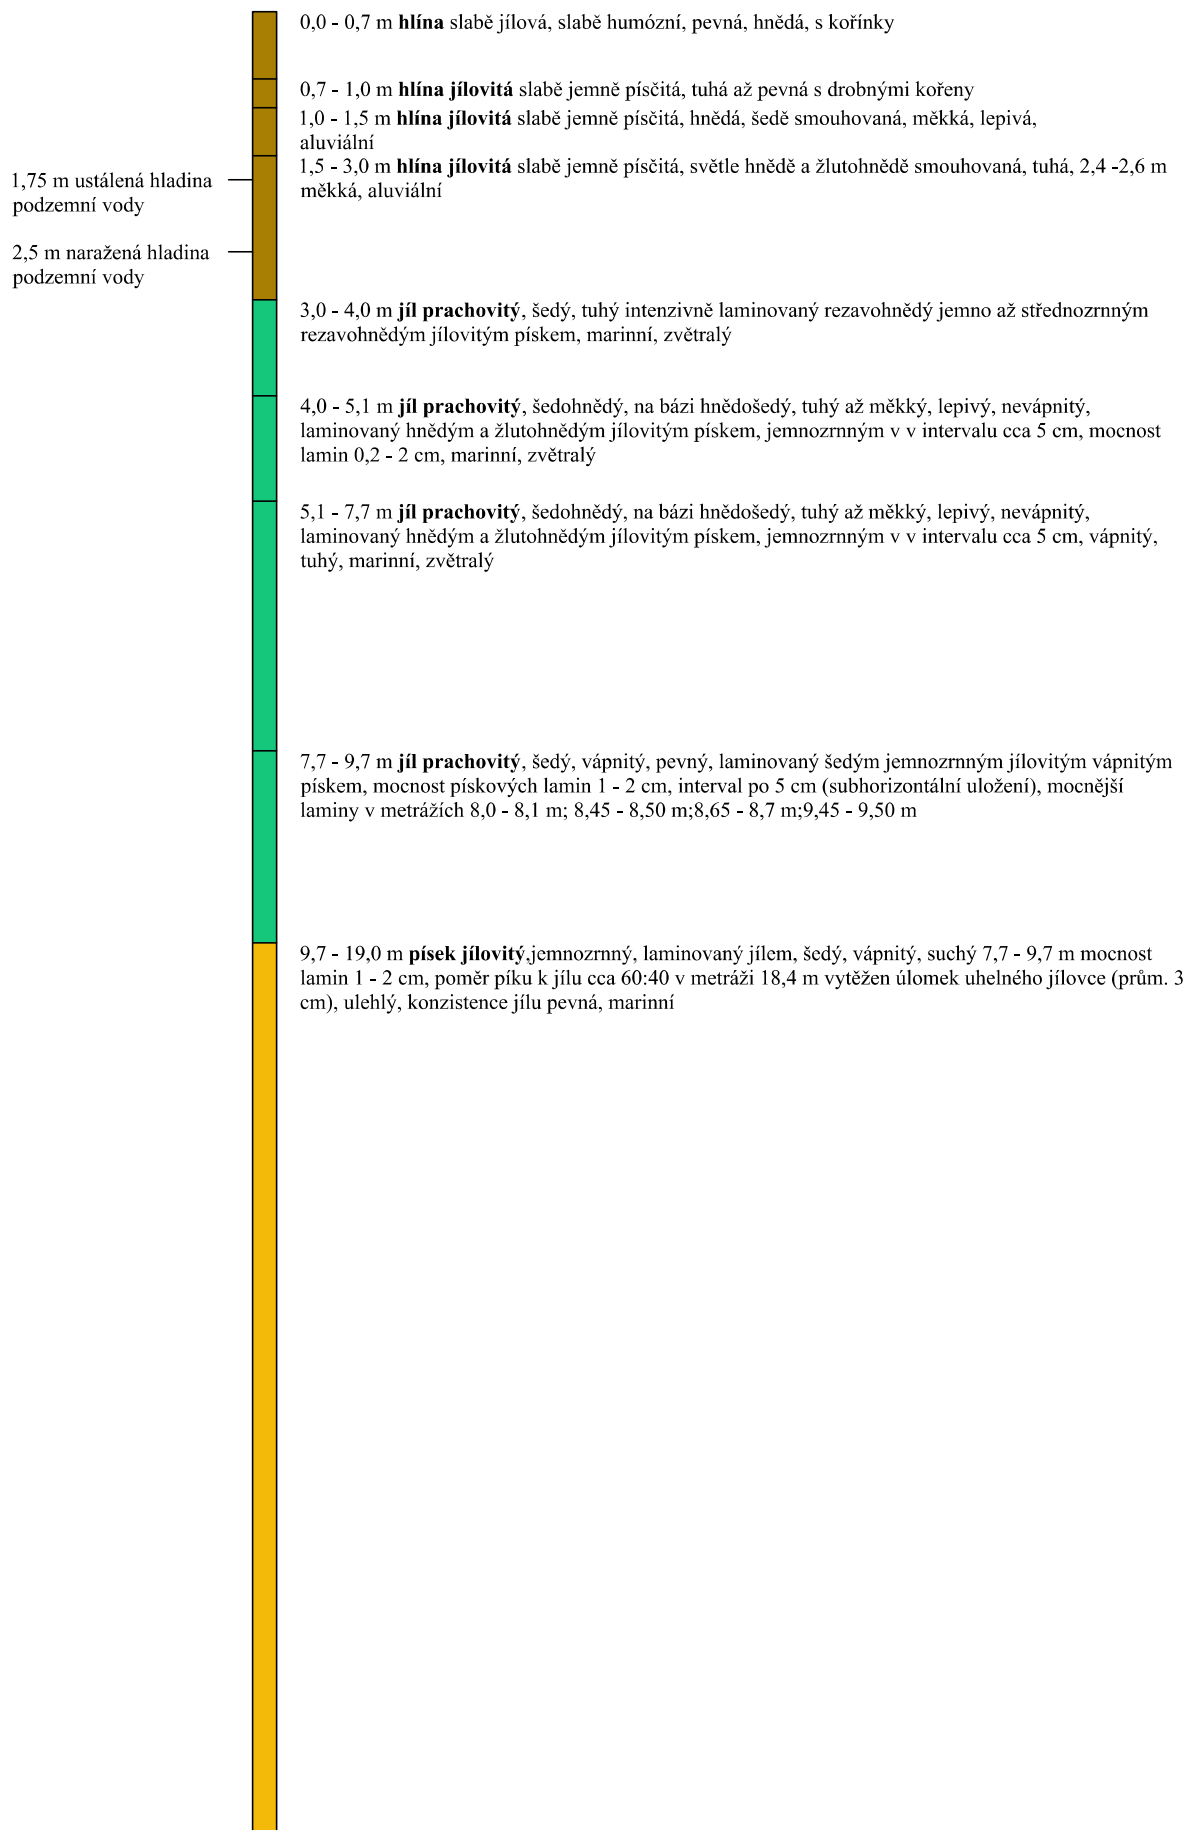 0,0 - 0,7 m hlína slabě jílová, slabě humózní, pevná, hnědá, s kořínky
0,7 - 1,0 m hlína jílovitá slabě jemně písčitá, tuhá až pevná s drobnými kořeny
1,0 - 1,5 m hlína jílovitá slabě jemně písčitá, hnědá, šedě smouhovaná, měkká, lepivá,
aluviální
1,5 - 3,0 m hlína jílovitá slabě jemně písčitá, světle hnědě a žlutohnědě smouhovaná, tuhá, 2,4 -2,6 m
měkká, aluviální
1,75 m ustálená hladina
podzemní vody
2,5 m naražená hladina
podzemní vody
3,0 - 4,0 m jíl prachovitý, šedý, tuhý intenzivně laminovaný rezavohnědý jemno až střednozrnným
rezavohnědým jílovitým pískem, marinní, zvětralý
4,0 - 5,1 m jíl prachovitý, šedohnědý, na bázi hnědošedý, tuhý až měkký, lepivý, nevápnitý,
laminovaný hnědým a žlutohnědým jílovitým pískem, jemnozrnným v v intervalu cca 5 cm, mocnost
lamin 0,2 - 2 cm, marinní, zvětralý
5,1 - 7,7 m jíl prachovitý, šedohnědý, na bázi hnědošedý, tuhý až měkký, lepivý, nevápnitý,
laminovaný hnědým a žlutohnědým jílovitým pískem, jemnozrnným v v intervalu cca 5 cm, vápnitý,
tuhý, marinní, zvětralý
7,7 - 9,7 m jíl prachovitý, šedý, vápnitý, pevný, laminovaný šedým jemnozrnným jílovitým vápnitým
pískem, mocnost pískových lamin 1 - 2 cm, interval po 5 cm (subhorizontální uložení), mocnější
laminy v metrážích 8,0 - 8,1 m; 8,45 - 8,50 m;8,65 - 8,7 m;9,45 - 9,50 m
9,7 - 19,0 m písek jílovitý,jemnozrnný, laminovaný jílem, šedý, vápnitý, suchý 7,7 - 9,7 m mocnost
lamin 1 - 2 cm, poměr píku k jílu cca 60:40 v metráži 18,4 m vytěžen úlomek uhelného jílovce (prům. 3
cm), ulehlý, konzistence jílu pevná, marinní